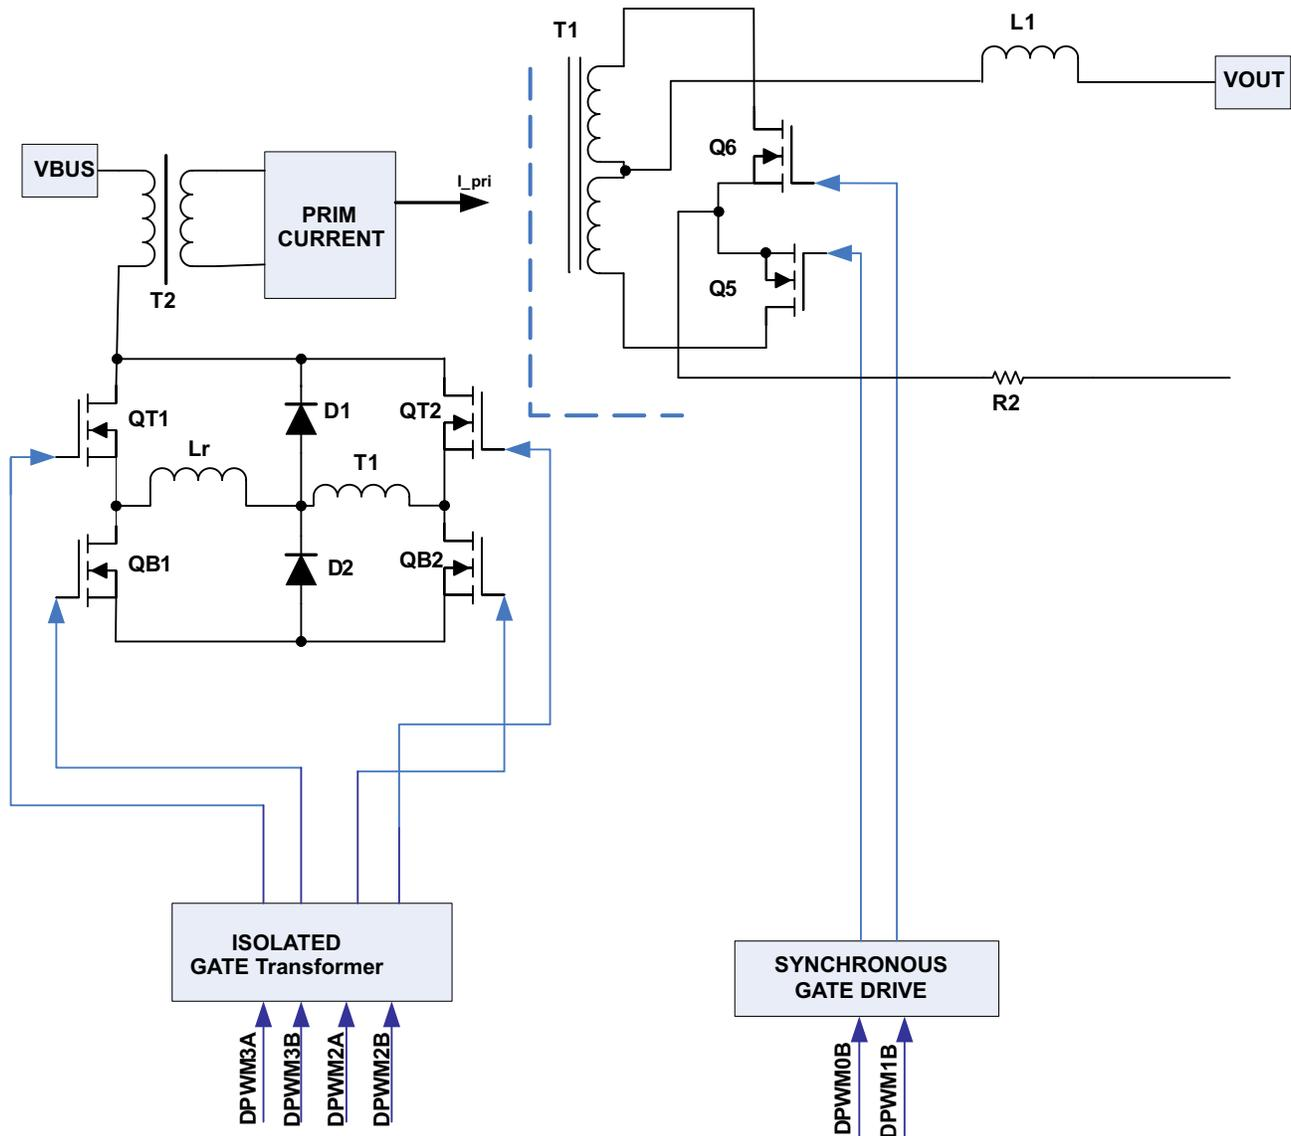 T1
L1
VOUT
Q6
VBUS
I_pri
PRIM
CURRENT
T2
Q5
R2
QT1
D1
QT2
Lr
T1
QB1
D2
QB2
ISOLATED
GATE Transformer
SYNCHRONOUS
GATE DRIVE
DPWM3A
DPWM3B
DPWM2A
DPWM2B
DPWM0B
DPWM1B